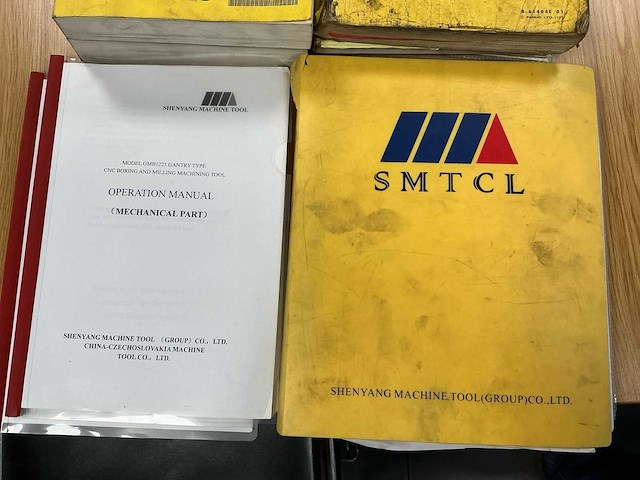 SHENYANG MACHINE TOOL
MODEL GMB1225 GANTRY TYPE
CNC BORING AND MILLING MACHINING TOOL
OPERATION MANUAL
(MECHANICAL PART)
SHENYANG MACHINE TOOL (GROUP) CO., LTD.
CHINA-CZECHOSLOVAKIA MACHINE
TOOL CO., LTD.
SMTCL
SHENYANG MACHINE TOOL(GROUP)CO.,LTD.